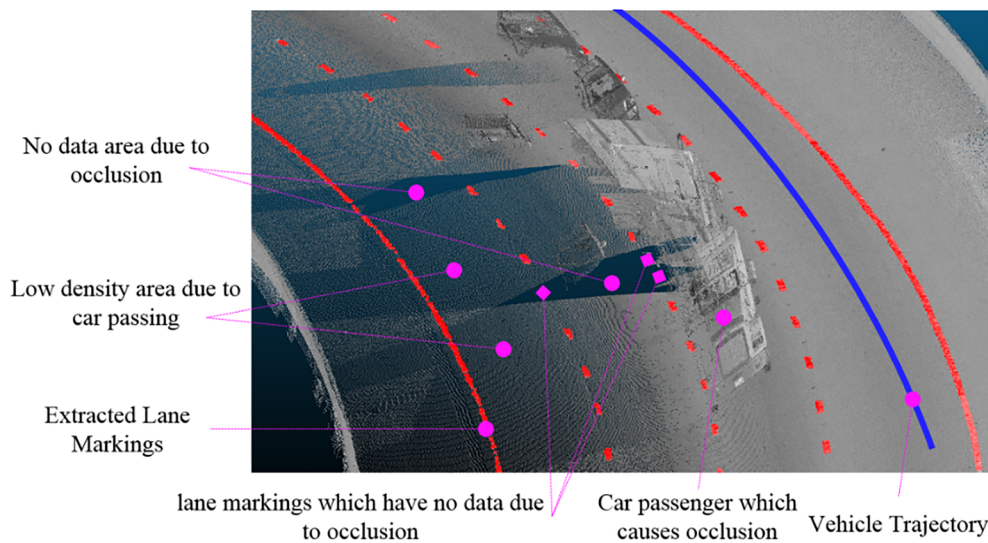 No data area due to
occlusion
Low density area due to
car passing
Extracted Lane
Markings
lane markings which have no data due
to occlusion
Car passenger which
causes occlusion
Vehicle Trajectory